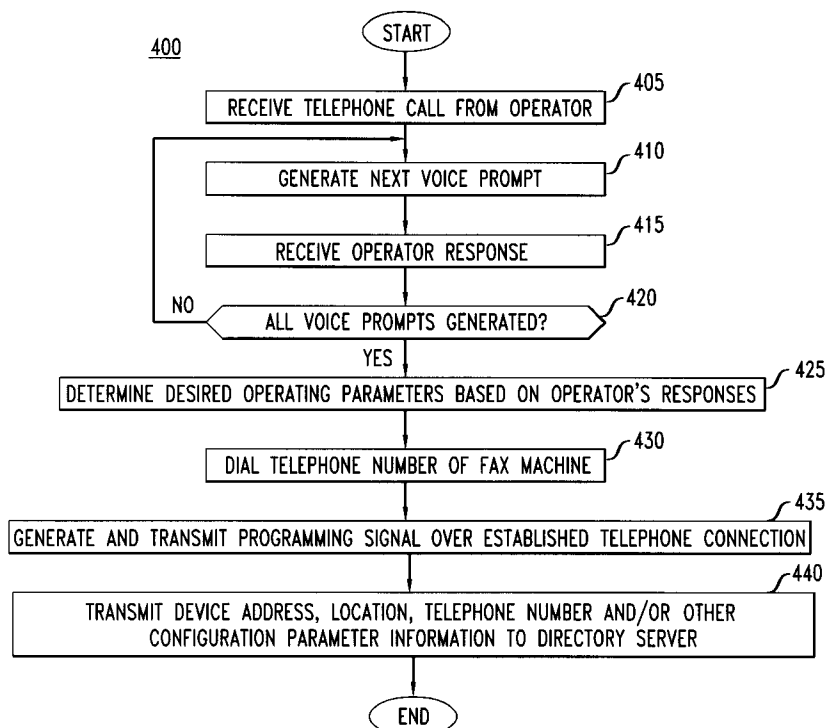 START
400
405
RECEIVE TELEPHONE CALL FROM OPERATOR
410
GENERATE NEXT VOICE PROMPT
415
RECEIVE OPERATOR RESPONSE
420
NO
ALL VOICE PROMPTS GENERATED?
YES
425
DETERMINE DESIRED OPERATING PARAMETERS BASED ON OPERATOR'S RESPONSES
430
DIAL TELEPHONE NUMBER OF FAX MACHINE
435
GENERATE AND TRANSMIT PROGRAMMING SIGNAL OVER ESTABLISHED TELEPHONE CONNECTION
440
TRANSMIT DEVICE ADDRESS, LOCATION, TELEPHONE NUMBER AND/OR OTHER
CONFIGURATION PARAMETER INFORMATION TO DIRECTORY SERVER
END